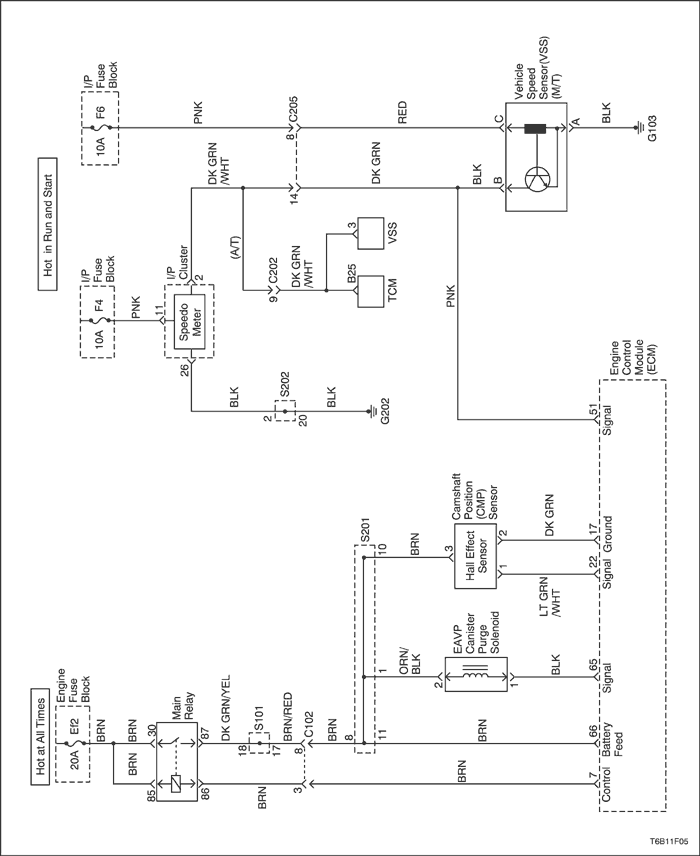 Hot at All Times
Engine
Fuse
Block
Ef2
20A
BRN
BRN
BRN
30
85
Main
Relay
87
86
DK GRN/YEL
BRN
18
S101
17
BRN/RED
8
C102
3
BRN
BRN
8
S201
11
1
10
BRN
ORN/
BLK
2
EAVP
Canister
Purge
Solenoid
1
BLK
BRN
3
Camshaft
Position
(CMP)
Sensor
Hall Effect
Sensor
1
2
LT GRN
/WHT
DK GRN
7
Control
66
Battery
Feed
65
Signal
22
Signal
17
Ground
51
Signal
Engine
Control
Module
(ECM)
Hot in Run and Start
I/P
Fuse
Block
F4
10A
PNK
11
I/P
Cluster
2
Speedo
Meter
26
BLK
2
S202
20
BLK
G202
I/P
Fuse
Block
F6
10A
PNK
8
C205
RED
DK GRN
/WHT
14
DK GRN
(A/T)
9
C202
DK GRN
/WHT
3
VSS
B25
TCM
PNK
BLK
C
B
A
Vehicle
Speed
Sensor(VSS)
(M/T)
BLK
G103
T6B11F05